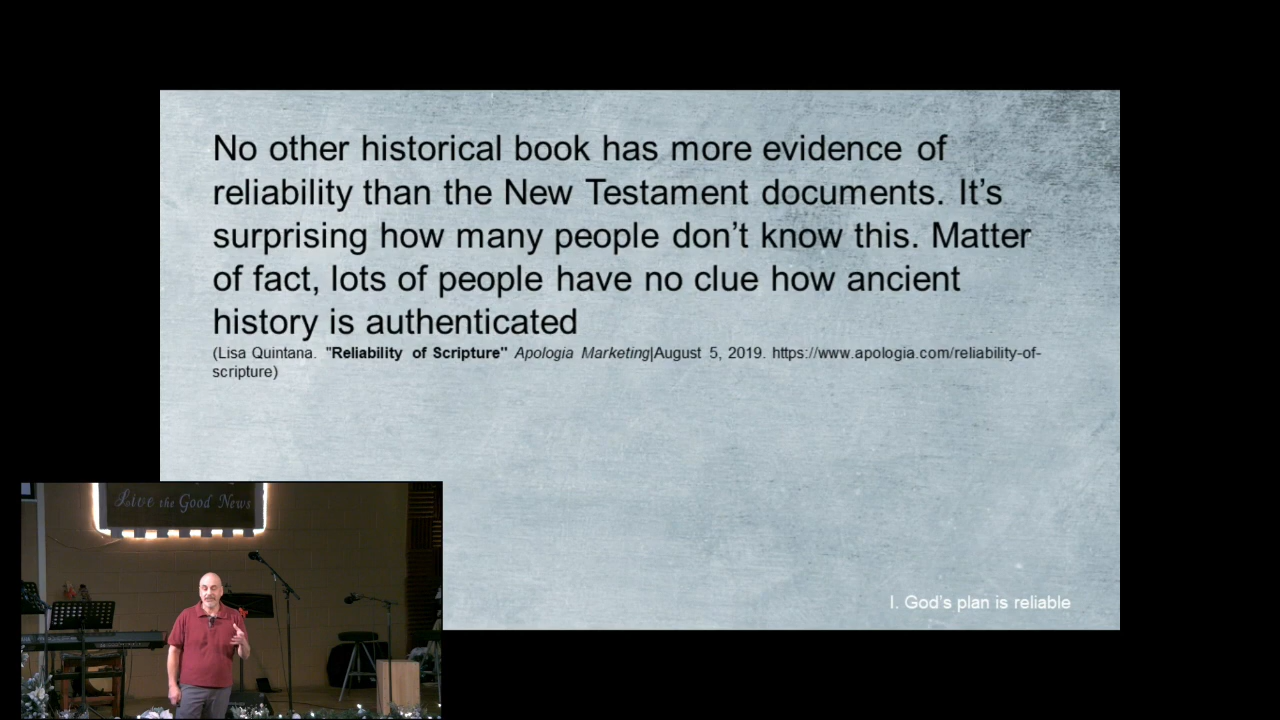 No other historical book has more evidence of
reliability than the New Testament documents. It’s
surprising how many people don’t know this. Matter
of fact, lots of people have no clue how ancient
history is authenticated
(Lisa Quintana. "Reliability of Scripture" Apologia Marketing|August 5, 2019. https://www.apologia.com/reliability-of-
scripture)
Live the Good News
I. God’s plan is reliable